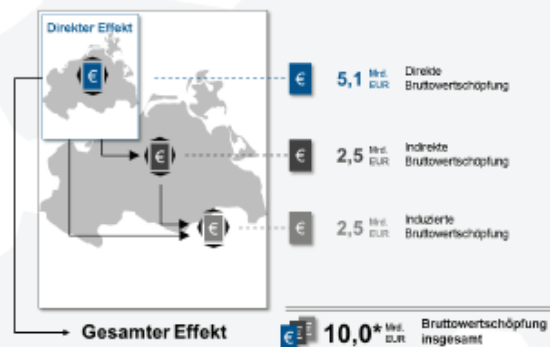 Direkter Effekt
€
€
5,1 Mrd. EUR
Direkte
Bruttowertschöpfung
€
€
2,5 Mrd. EUR
Indirekte
Bruttowertschöpfung
€
€
2,5 Mrd. EUR
Induzierte
Bruttowertschöpfung
Gesamter Effekt
€
10,0* Mrd. EUR
Bruttowertschöpfung
insgesamt